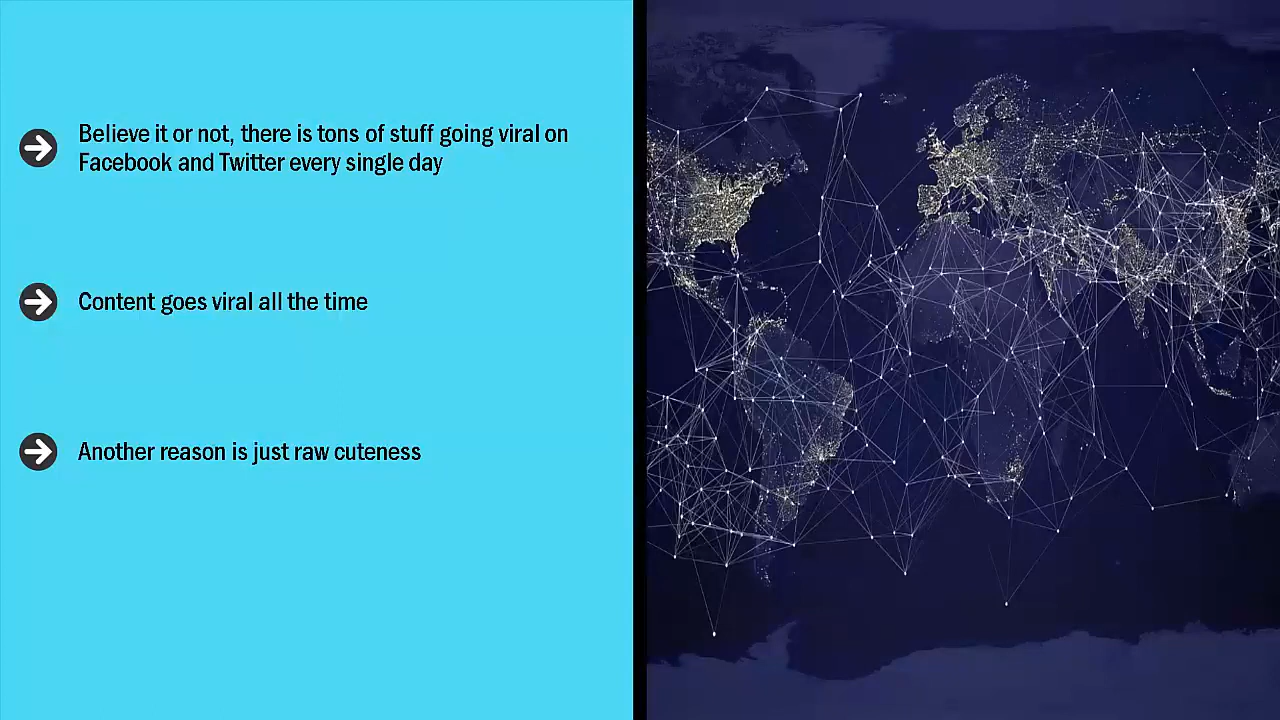 Believe it or not, there is tons of stuff going viral on
Facebook and Twitter every single day
Content goes viral all the time
Another reason is just raw cuteness